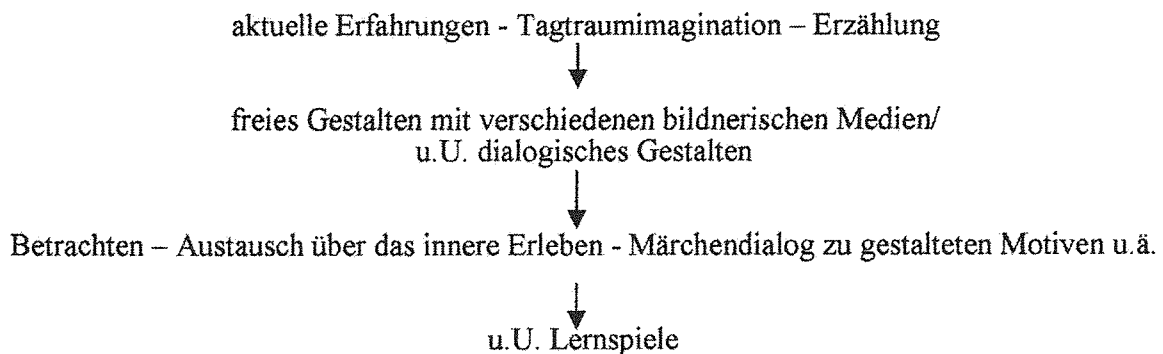 aktuelle Erfahrungen - Tagtraumimagination – Erzählung
freies Gestalten mit verschiedenen bildnerischen Medien/
u.U. dialogisches Gestalten
Betrachten – Austausch über das innere Erleben - Märchendialog zu gestalteten Motiven u.ä.
u.U. Lernspiele